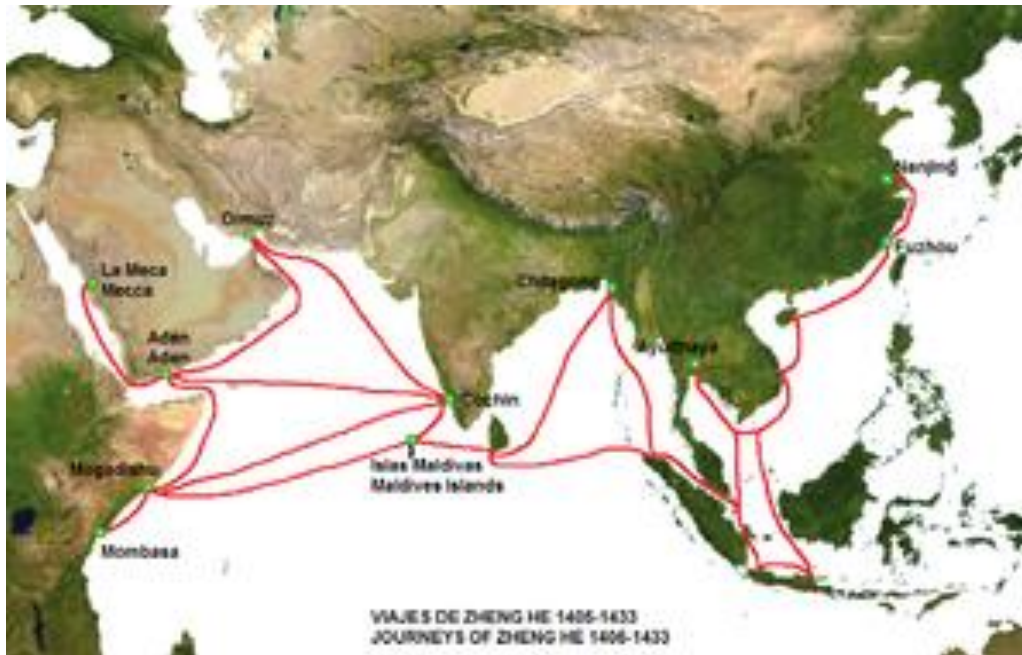 Nanjing
Ormuz
Fuzhou
La Meca
Mecca
Chitagong
Ayutthaya
Aden
Aden
Cochin
Mogadishu
Islas Maldivas
Maldives Islands
Mombasa
VIAJES DE ZHENG HE 1405-1433
JOURNEYS OF ZHENG HE 1405-1433